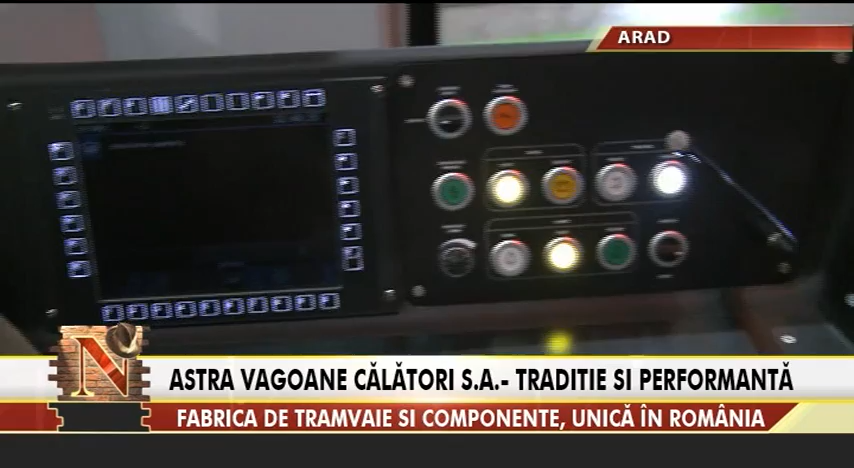 ARAD
N
ASTRA VAGOANE CĂLĂTORI S.A.- TRADITIE SI PERFORMANTĂ
FABRICA DE TRAMVAIE SI COMPONENTE, UNICĂ ÎN ROMÂNIA